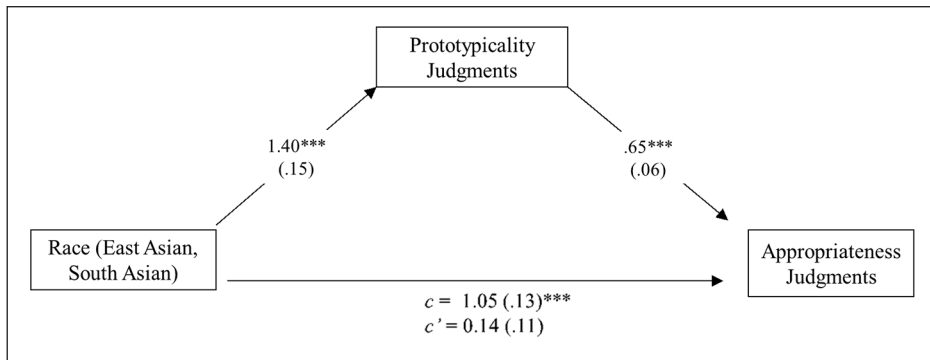 Prototypicality
Judgments
1.40***
(.15)
.65***
(.06)
Race (East Asian,
South Asian)
Appropriateness
Judgments
c = 1.05 (.13)***
c’ = 0.14 (.11)